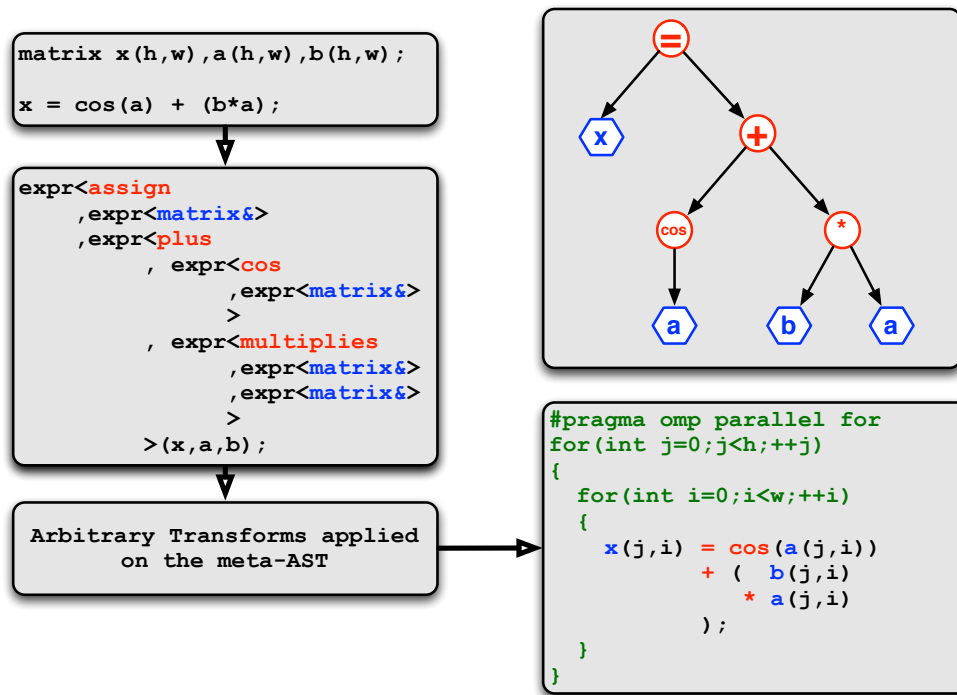 matrix x(h,w),a(h,w),b(h,w);
x = cos(a) + (b*a);
expr<assign
,expr<matrix&>
,expr<plus
, expr<cos
,expr<matrix&>
>
, expr<multiplies
,expr<matrix&>
,expr<matrix&>
>
>(x,a,b);
Arbitrary Transforms applied
on the meta-AST
=
x
+
cos
*
a
b
a
#pragma omp parallel for
for(int j=0;j<h;++j)
{
for(int i=0;i<w;++i)
{
x(j,i) = cos(a(j,i))
+ ( b(j,i)
* a(j,i)
);
}
}